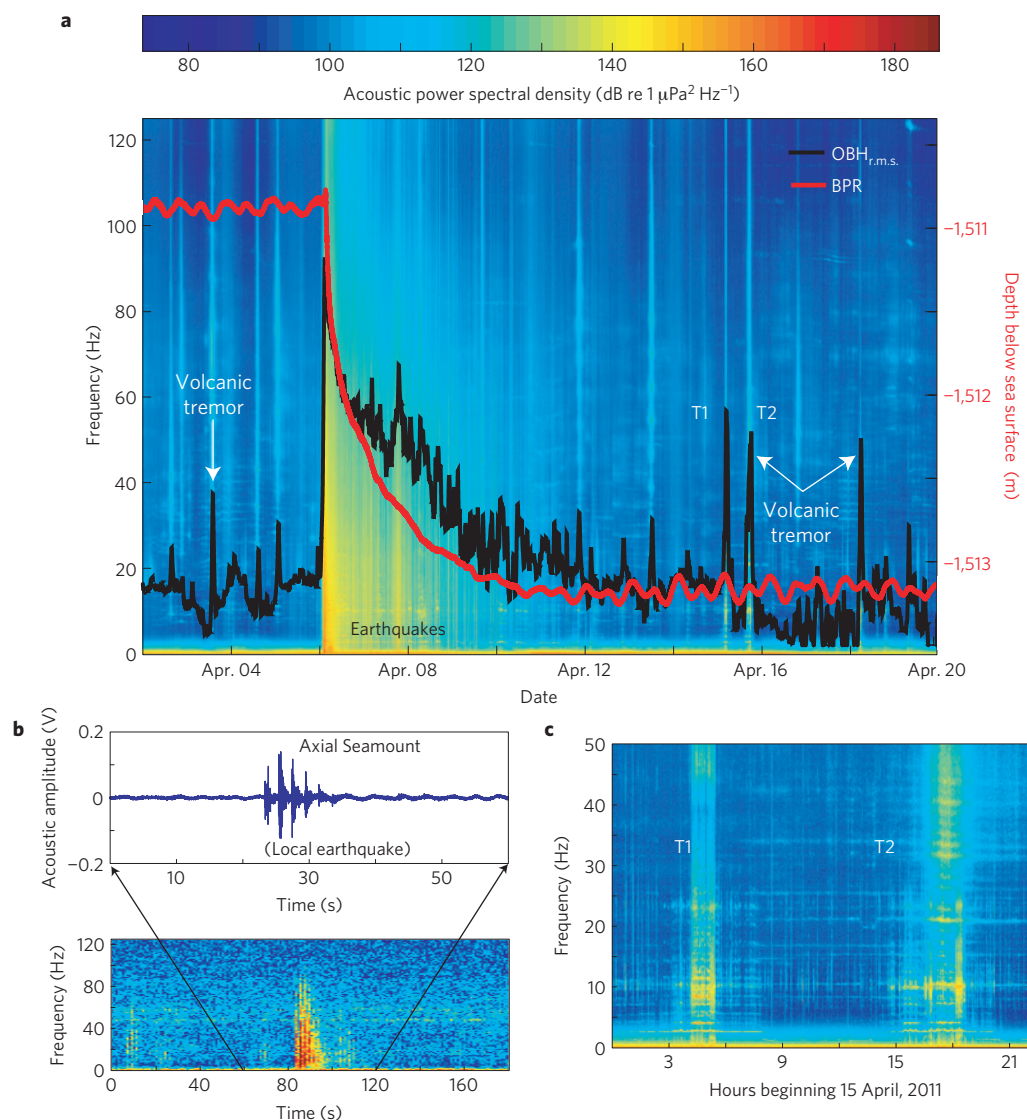 a
80 100 120 140 160 180
Acoustic power spectral density (dB re 1 μPa² Hz⁻¹)
120
100
80
60
40
20
0
Frequency (Hz)
OBHr.m.s.
BPR
−1,511
−1,512
−1,513
Depth below sea surface (m)
Volcanic
tremor
T1 T2
Volcanic
tremor
Earthquakes
Apr. 04 Apr. 08 Apr. 12 Apr. 16 Apr. 20
Date
b
Acoustic amplitude (V)
0.2
0
−0.2
Axial Seamount
(Local earthquake)
10 30 50
Time (s)
Frequency (Hz)
120
80
40
0
0 40 80 120 160
Time (s)
c
Frequency (Hz)
50
40
30
20
10
0
T1 T2
3 9 15 21
Hours beginning 15 April, 2011